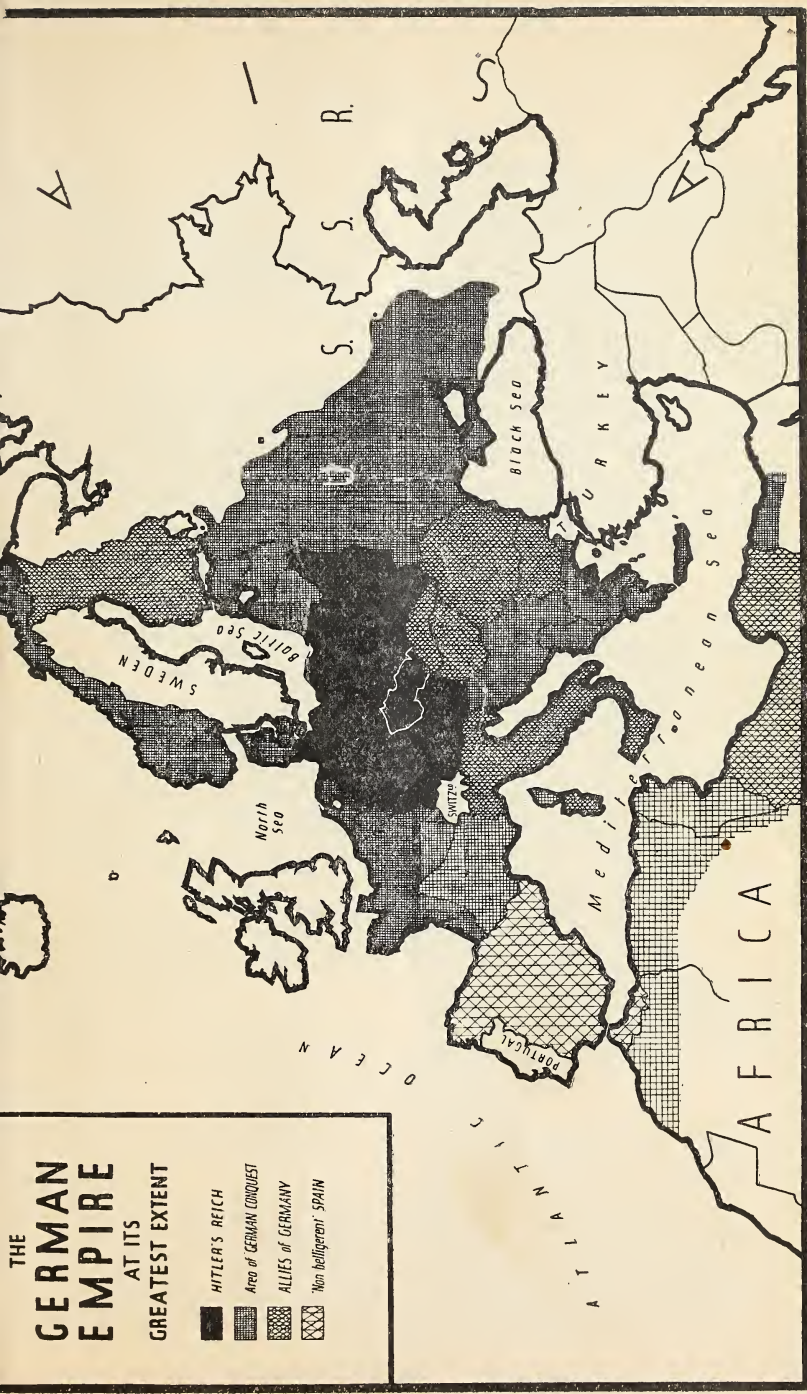 THE
GERMAN
EMPIRE
AT ITS
GREATEST EXTENT
HITLER'S REICH
Area of GERMAN CONQUEST
ALLIES of GERMANY
'Non belligerent' SPAIN
ATLANTIC OCEAN
North
Sea
SWEDEN
Baltic Sea
SWITZD
PORTUGAL
Mediterranean Sea
Black Sea
TURKEY
U. S. S. R.
A S I A
AFRICA